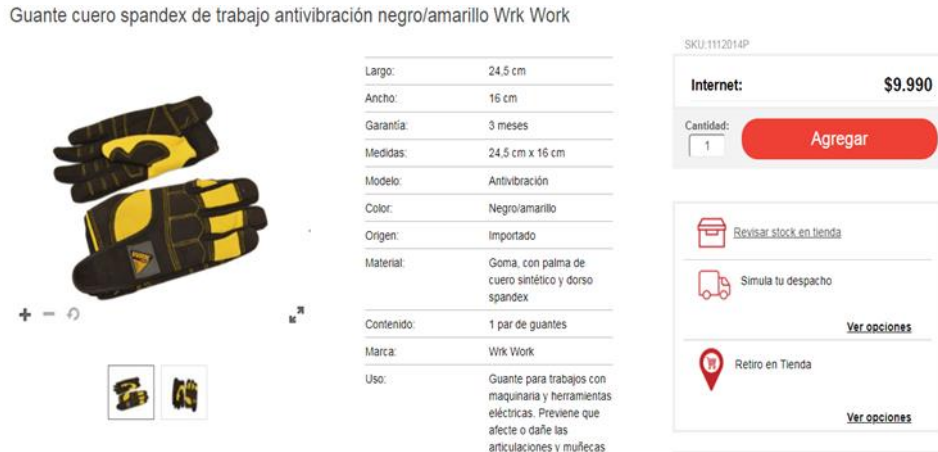 Guante cuero spandex de trabajo antivibración negro/amarillo Wrk Work
Largo: 24,5 cm
Ancho: 16 cm
Garantía: 3 meses
Medidas: 24,5 cm x 16 cm
Modelo: Antivibración
Color: Negro/amarillo
Origen: Importado
Material: Goma, con palma de
cuero sintético y dorso
spandex
Contenido: 1 par de guantes
Marca: Wrk Work
Uso: Guante para trabajos con
maquinaria y herramientas
eléctricas. Previene que
afecte o dañe las
articulaciones y muñecas
SKU:1112014P
Internet: $9.990
Cantidad:
1
Agregar
Revisar stock en tienda
Simula tu despacho
Ver opciones
Retiro en Tienda
Ver opciones